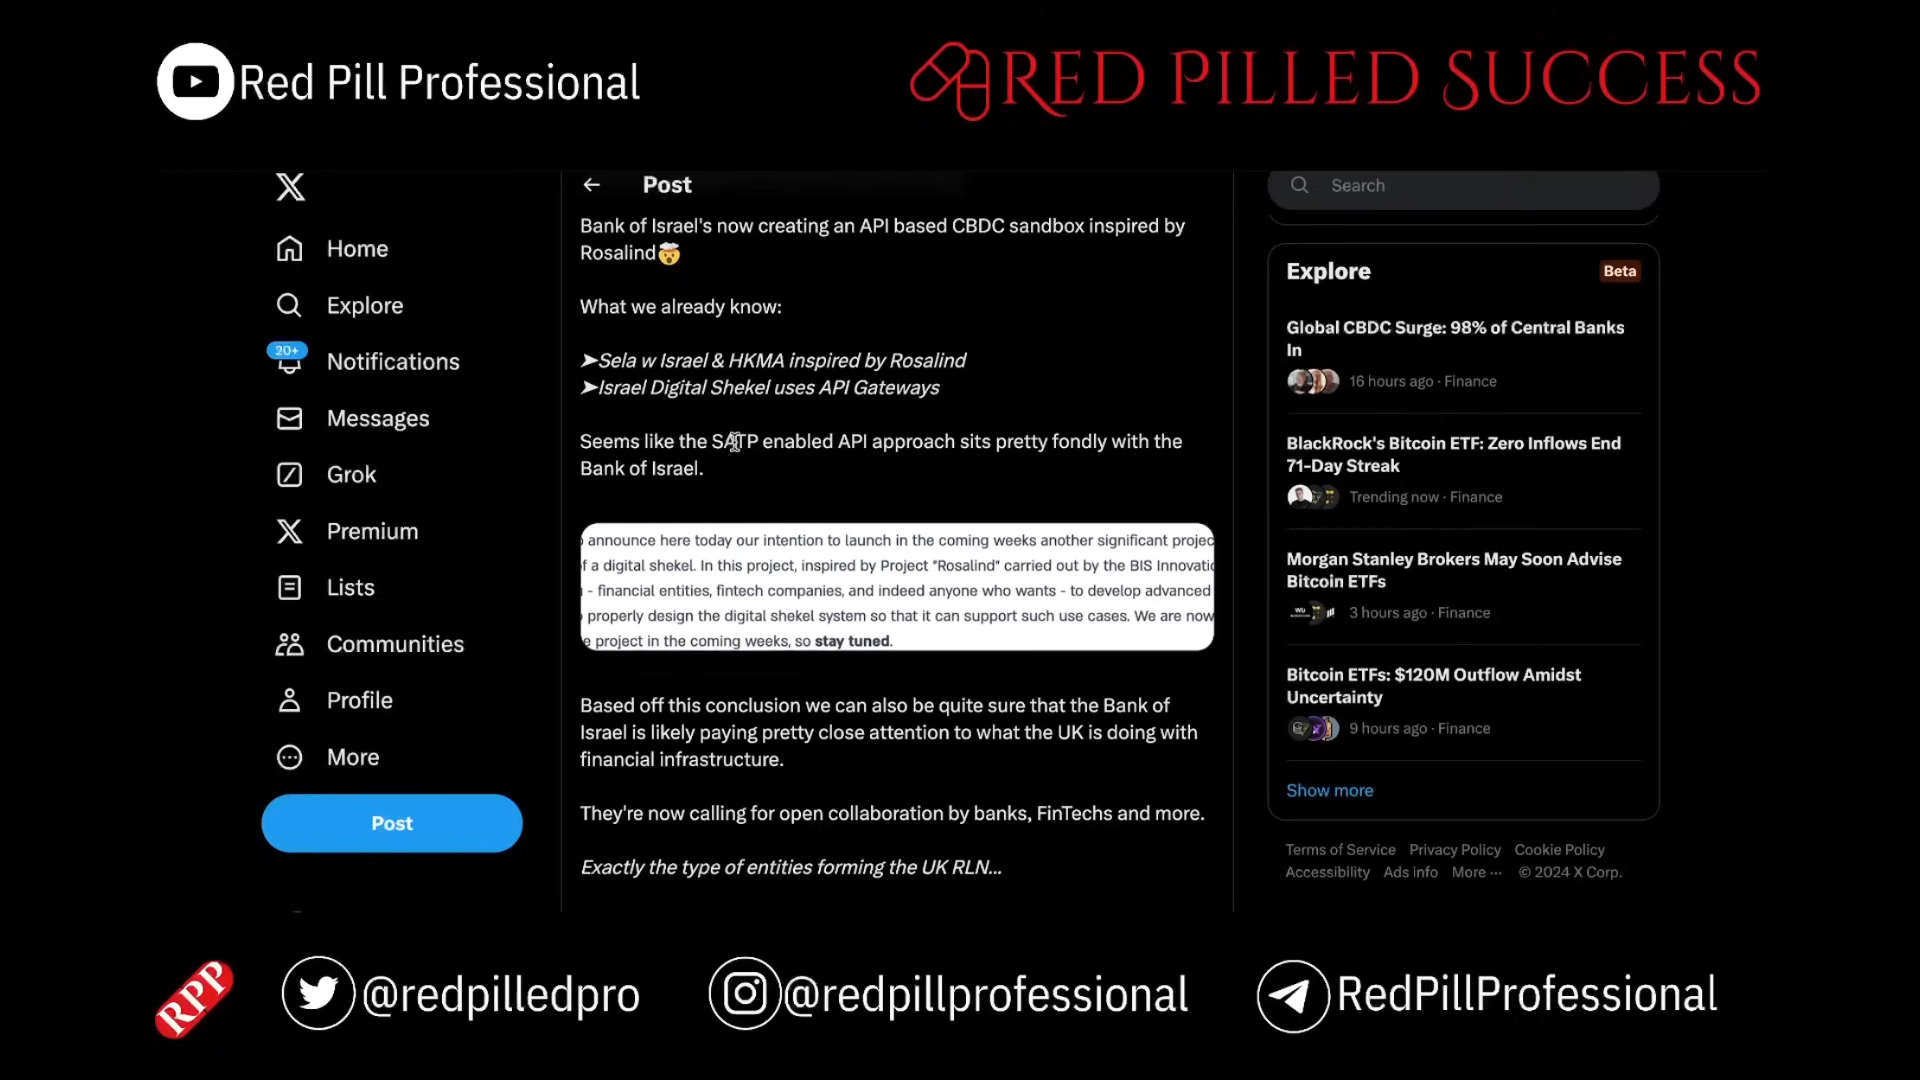 Red Pill Professional
RED PILLED SUCCESS
Home
Explore
20+
Notifications
Messages
Grok
Premium
Lists
Communities
Profile
More
Post
Post
Bank of Israel's now creating an API based CBDC sandbox inspired by
Rosalind🤯
What we already know:
➤Sela w Israel & HKMA inspired by Rosalind
➤Israel Digital Shekel uses API Gateways
Seems like the SATP enabled API approach sits pretty fondly with the
Bank of Israel.
announce here today our intention to launch in the coming weeks another significant projec
f a digital shekel. In this project, inspired by Project "Rosalind" carried out by the BIS Innovatio
- financial entities, fintech companies, and indeed anyone who wants - to develop advanced
properly design the digital shekel system so that it can support such use cases. We are now
e project in the coming weeks, so stay tuned.
Based off this conclusion we can also be quite sure that the Bank of
Israel is likely paying pretty close attention to what the UK is doing with
financial infrastructure.
They're now calling for open collaboration by banks, FinTechs and more.
Exactly the type of entities forming the UK RLN...
Search
Explore
Beta
Global CBDC Surge: 98% of Central Banks
In
16 hours ago · Finance
BlackRock's Bitcoin ETF: Zero Inflows End
71-Day Streak
Trending now · Finance
Morgan Stanley Brokers May Soon Advise
Bitcoin ETFs
3 hours ago · Finance
Bitcoin ETFs: $120M Outflow Amidst
Uncertainty
9 hours ago · Finance
Show more
Terms of Service Privacy Policy Cookie Policy
Accessibility Ads info More ··· © 2024 X Corp.
RPP
@redpilledpro
@redpillprofessional
RedPillProfessional